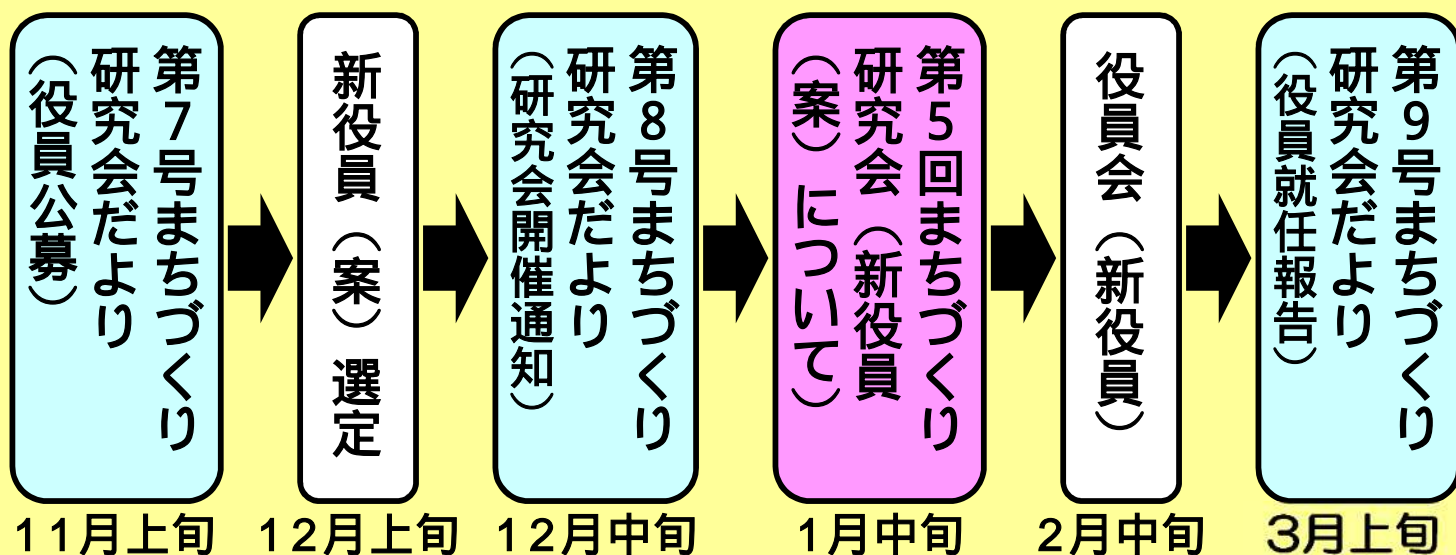 第7号まちづくり
研究会だより
（役員公募）
新役員（案）選定
第8号まちづくり
研究会だより
（研究会開催通知）
第5回まちづくり
研究会（新役員
（案）について）
役員会（新役員）
第9号まちづくり
研究会だより
（役員就任報告）
11月上旬
12月上旬
12月中旬
1月中旬
2月中旬
3月上旬